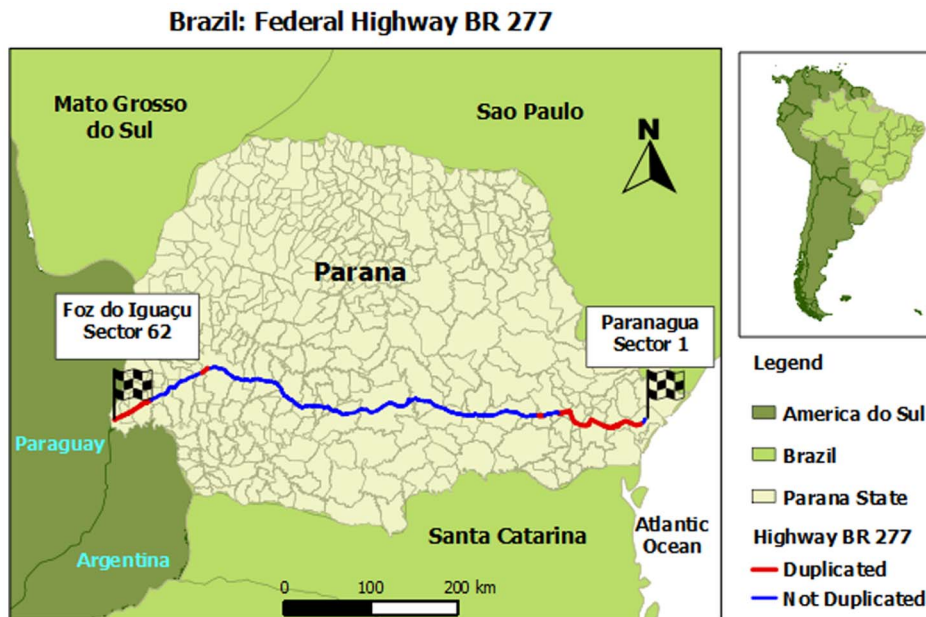 Brazil: Federal Highway BR 277
Mato Grosso
do Sul
Sao Paulo
N
Parana
Foz do Iguaçu
Sector 62
Paranagua
Sector 1
Paraguay
Argentina
Santa Catarina
Atlantic
Ocean
0 100 200 km
Legend
America do Sul
Brazil
Parana State
Highway BR 277
Duplicated
Not Duplicated